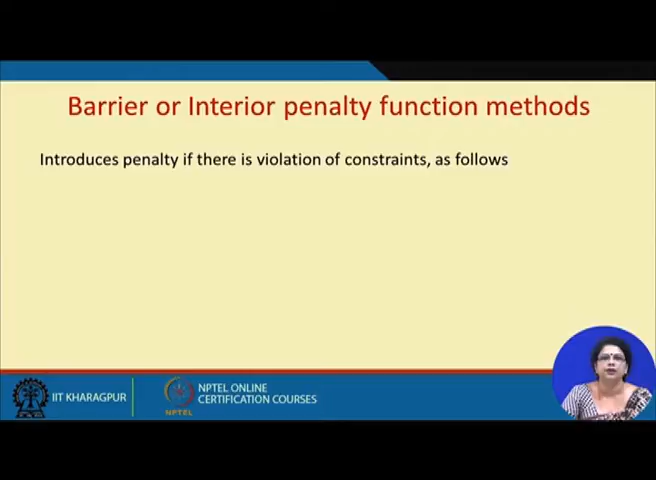 Barrier or Interior penalty function methods
Introduces penalty if there is violation of constraints, as follows
IIT KHARAGPUR
NPTEL
NPTEL ONLINE
CERTIFICATION COURSES